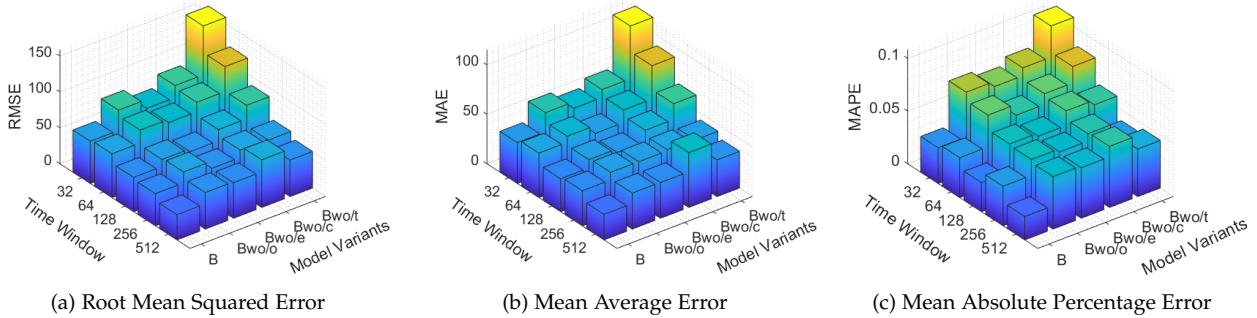 RMSE
150
100
50
0
32
64
128
256
512
Time Window
B
Bwo/o
Bwo/e
Bwo/c
Bwo/t
Model Variants
(a) Root Mean Squared Error
MAE
100
50
0
32
64
128
256
512
Time Window
B
Bwo/o
Bwo/e
Bwo/c
Bwo/t
Model Variants
(b) Mean Average Error
MAPE
0.1
0.05
0
32
64
128
256
512
Time Window
B
Bwo/o
Bwo/e
Bwo/c
Bwo/t
Model Variants
(c) Mean Absolute Percentage Error